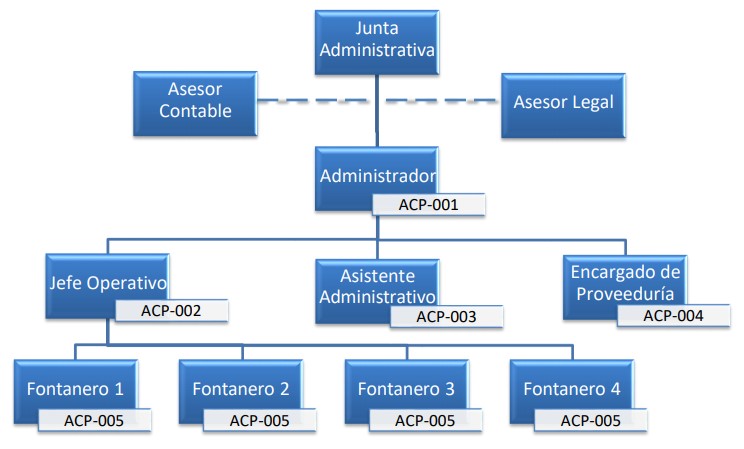 Junta
Administrativa
Asesor
Contable
Asesor Legal
Administrador
ACP-001
Jefe Operativo
ACP-002
Asistente
Administrativo
ACP-003
Encargado de
Proveeduría
ACP-004
Fontanero 1
ACP-005
Fontanero 2
ACP-005
Fontanero 3
ACP-005
Fontanero 4
ACP-005